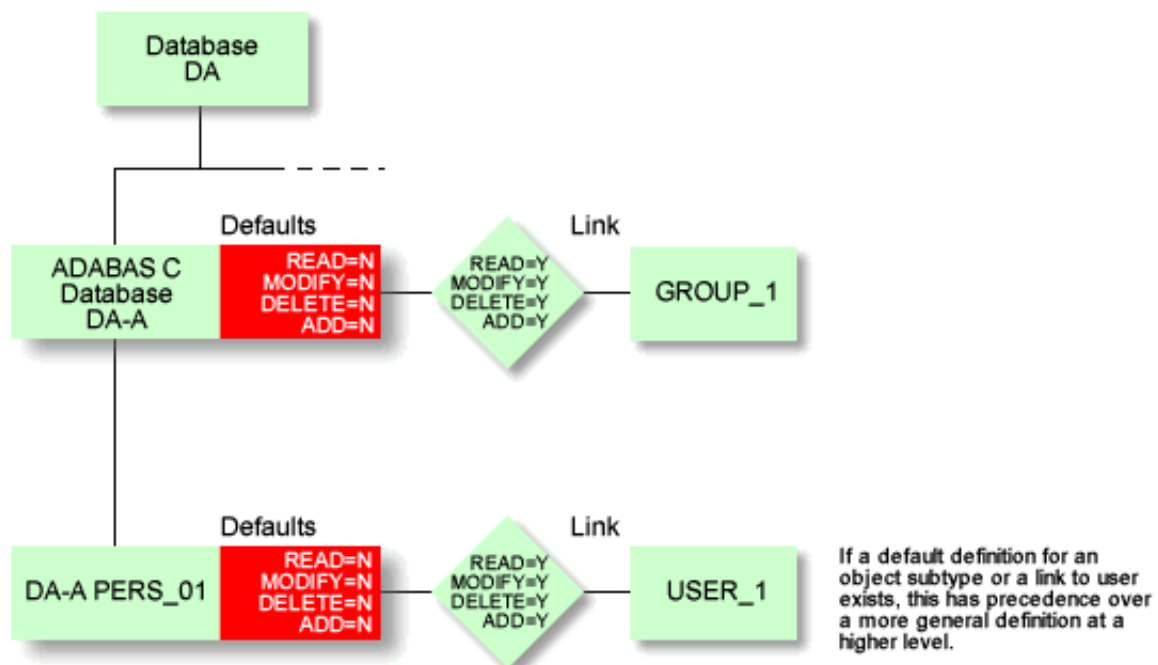 Database
DA
Defaults
Link
ADABAS C
Database
DA-A
READ=N
MODIFY=N
DELETE=N
ADD=N
READ=Y
MODIFY=Y
DELETE=Y
ADD=Y
GROUP_1
Defaults
Link
DA-A PERS_01
READ=N
MODIFY=N
DELETE=N
ADD=N
READ=Y
MODIFY=Y
DELETE=Y
ADD=Y
USER_1
If a default definition for an
object subtype or a link to user
exists, this has precedence over
a more general definition at a
higher level.